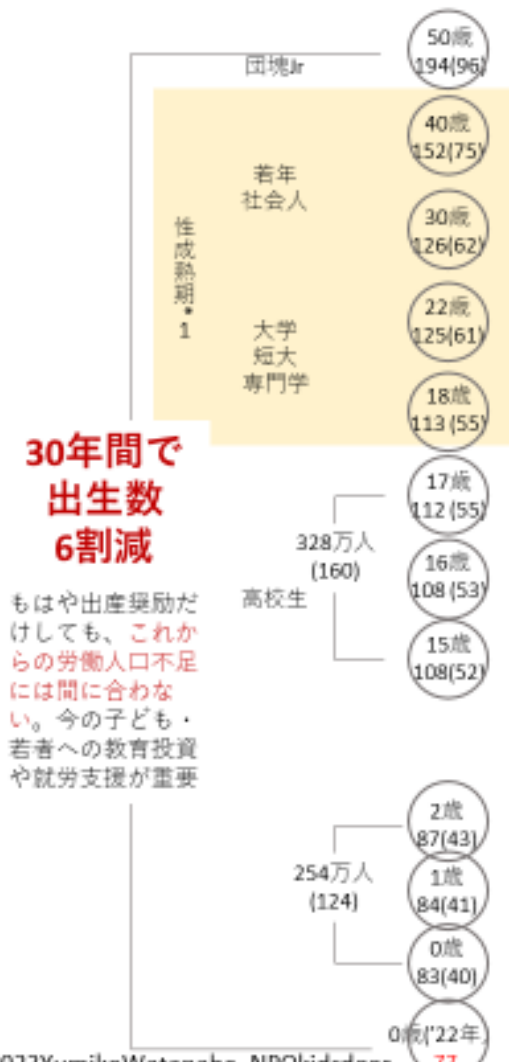 50歳
団塊Jr
194(96)
40歳
152(75)
若年
社会人
30歳
126(62)
性成熟期*1
22歳
125(61)
大学
短大
専門学
18歳
113 (55)
30年間で
出生数
6割減
17歳
112 (55)
328万人
(160)
16歳
108 (53)
高校生
もはや出産奨励だ
けしても、これか
らの労働人口不足
には間に合わな
い。今の子ども・
若者への教育投資
や就労支援が重要
15歳
108(52)
2歳
87(43)
254万人
(124)
1歳
84(41)
0歳
83(40)
0歳('22年